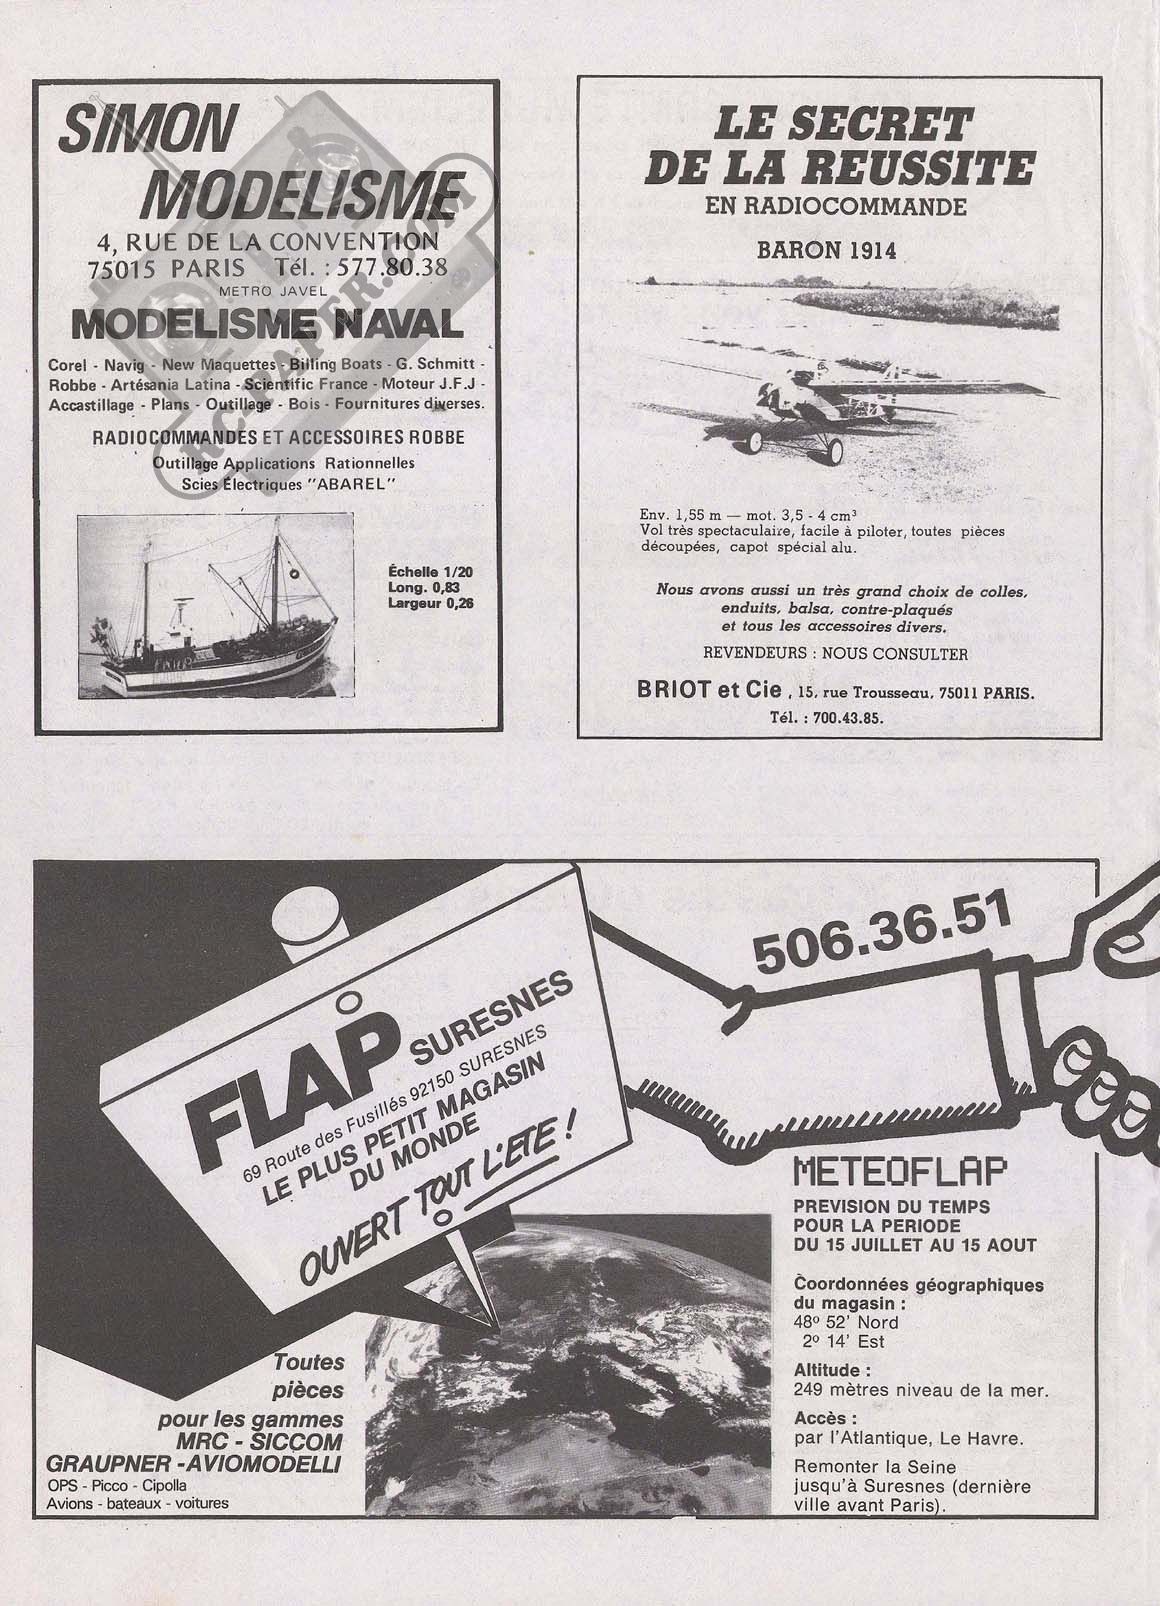 SIMON
MODELISME
4, RUE DE LA CONVENTION
75015 PARIS Tél. : 577.80.38
METRO JAVEL
MODELISME NAVAL
Corel - Navig - New Maquettes - Billing Boats - G. Schmitt -
Robbe - Artésania Latina - Scientific France - Moteur J.F.J -
Accastillage - Plans - Outillage - Bois - Fournitures diverses.
RADIOCOMMANDES ET ACCESSOIRES ROBBE
Outillage Applications Rationnelles
Scies Électriques "ABAREL"
Échelle 1/20
Long. 0,83
Largeur 0,26
RC-PAPER.COM
LE SECRET
DE LA REUSSITE
EN RADIOCOMMANDE
BARON 1914
Env. 1,55 m — mot. 3,5 - 4 cm³
Vol très spectaculaire, facile à piloter, toutes pièces
découpées, capot spécial alu.
Nous avons aussi un très grand choix de colles,
enduits, balsa, contre-plaqués
et tous les accessoires divers.
REVENDEURS : NOUS CONSULTER
BRIOT et Cie , 15, rue Trousseau, 75011 PARIS.
Tél. : 700.43.85.
506.36.51
FLAP SURESNES
69 Route des Fusillés 92150 SURESNES
LE PLUS PETIT MAGASIN
DU MONDE
OUVERT TOUT L'ETE !
Toutes
pièces
pour les gammes
MRC - SICCOM
GRAUPNER -AVIOMODELLI
OPS - Picco - Cipolla
Avions - bateaux - voitures
METEOFLAP
PREVISION DU TEMPS
POUR LA PERIODE
DU 15 JUILLET AU 15 AOUT
Coordonnées géographiques
du magasin :
48º 52' Nord
2º 14' Est
Altitude :
249 mètres niveau de la mer.
Accès :
par l'Atlantique, Le Havre.
Remonter la Seine
jusqu'à Suresnes (dernière
ville avant Paris).